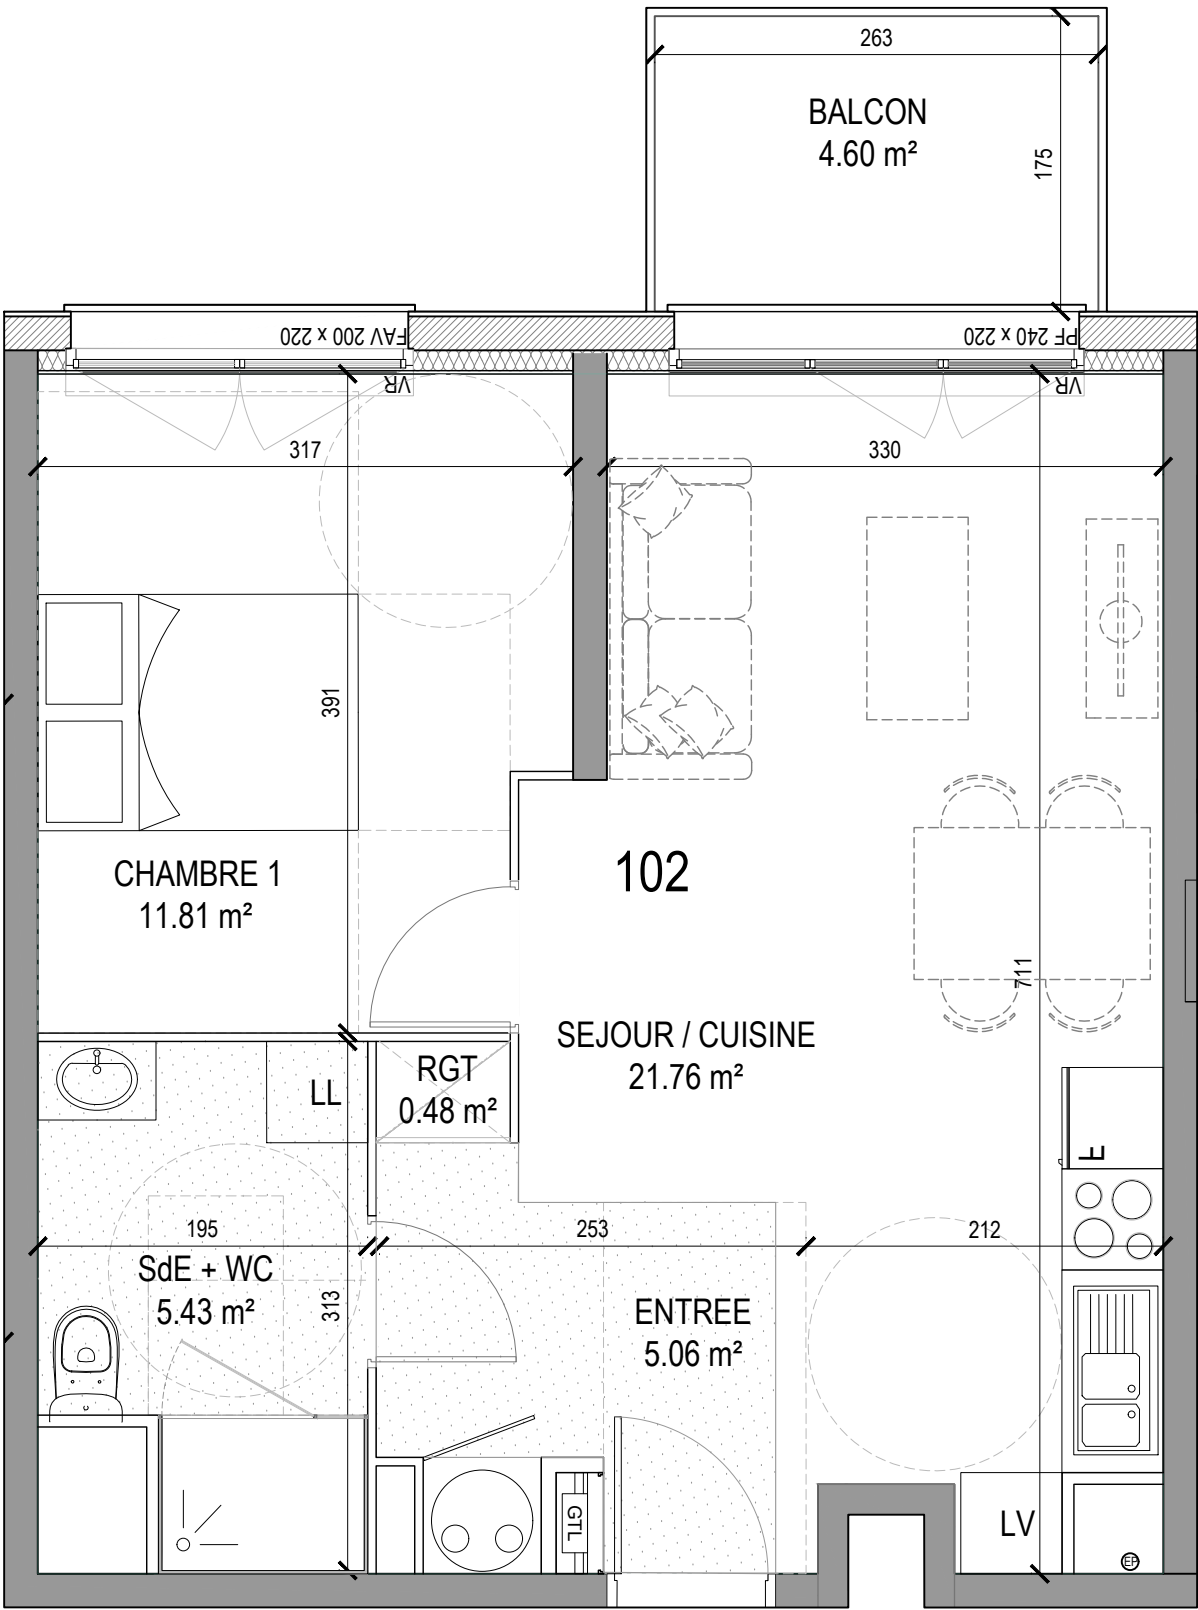 263
BALCON
4.60 m²
175
FAV 200 x 220
PF 240 x 220
VR
VR
317
330
391
CHAMBRE 1
11.81 m²
102
711
SEJOUR / CUISINE
21.76 m²
RGT
0.48 m²
LL
F
195
253
212
SdE + WC
5.43 m²
313
ENTREE
5.06 m²
GTL
LV
EP